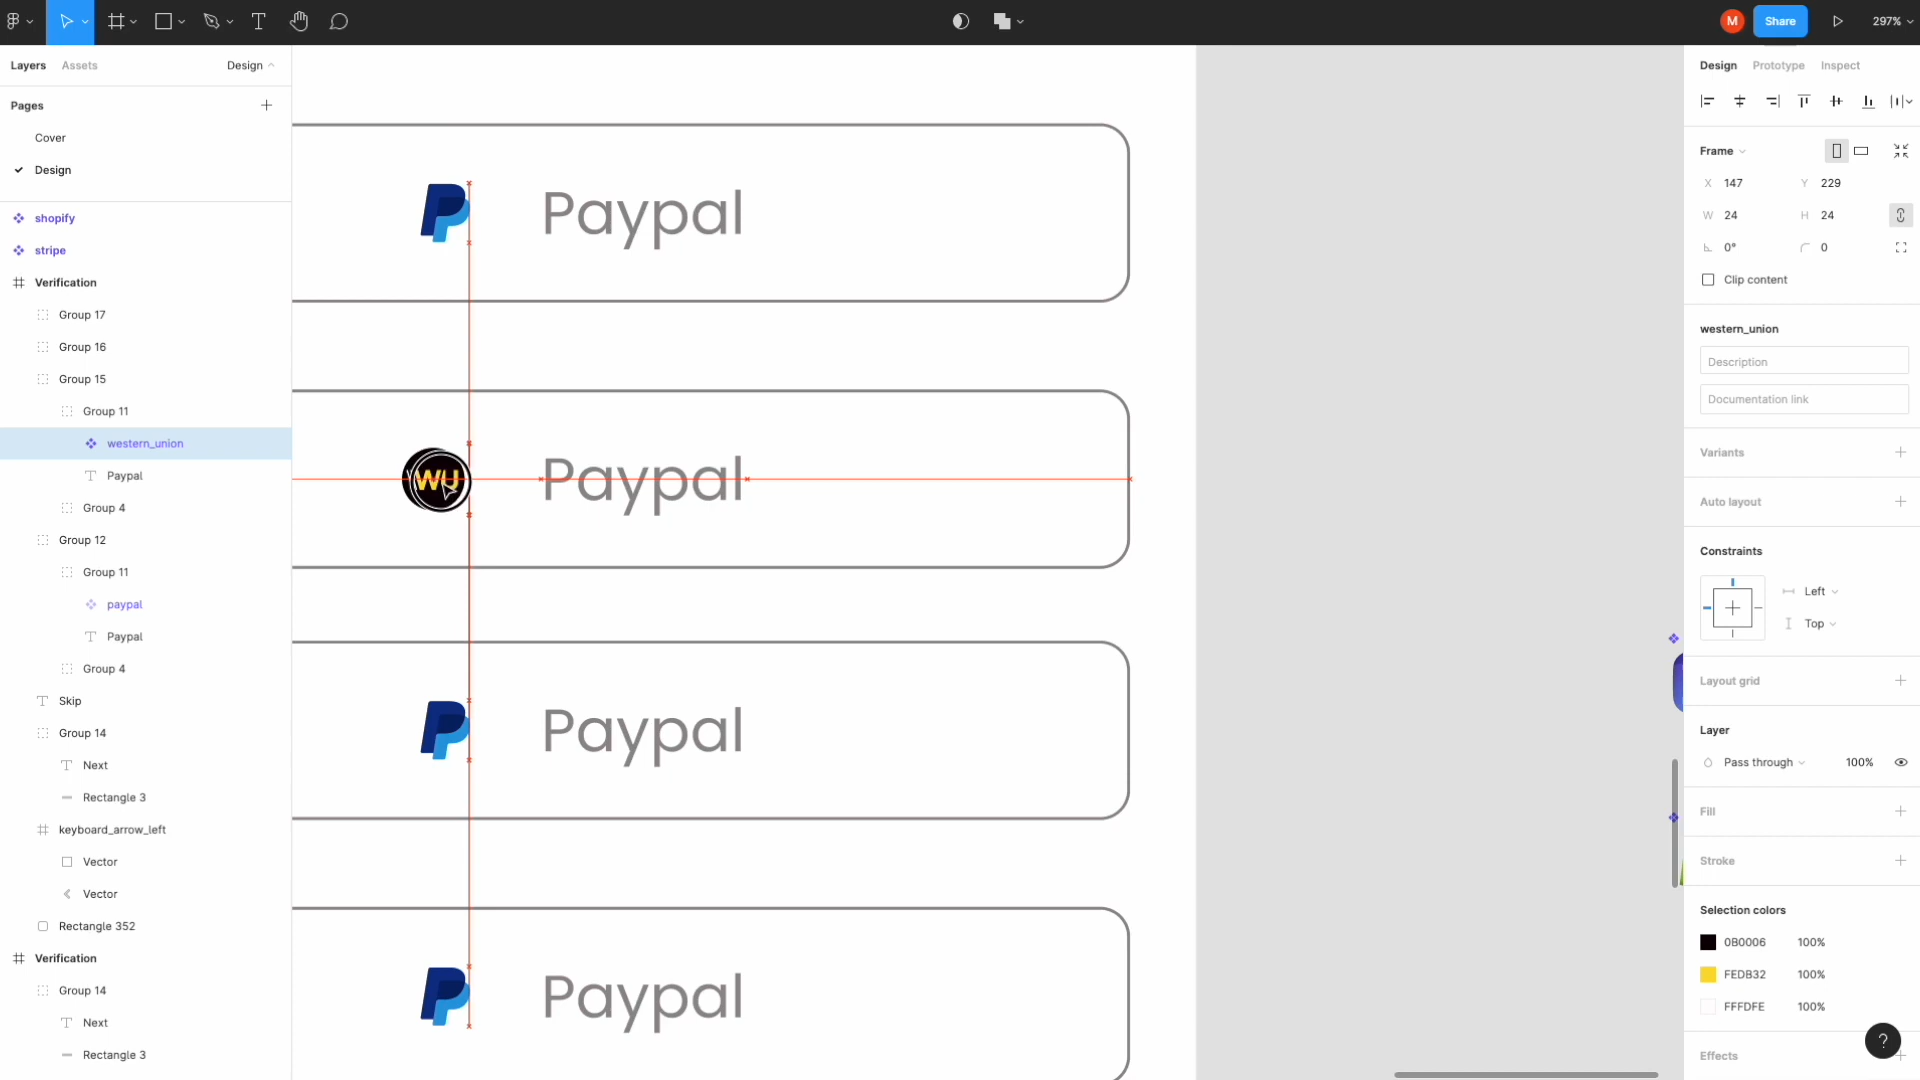 M
Share
297%
Layers
Assets
Design
Pages
Cover
Design
shopify
stripe
Verification
Group 17
Group 16
Group 15
Group 11
western_union
Paypal
Group 4
Group 12
Group 11
paypal
Paypal
Group 4
Skip
Group 14
Next
Rectangle 3
keyboard_arrow_left
Vector
Vector
Rectangle 352
Verification
Group 14
Next
Rectangle 3
Paypal
WU
Paypal
Paypal
Paypal
Design
Prototype
Inspect
Frame
X 147
Y 229
W 24
H 24
0°
0
Clip content
western_union
Description
Documentation link
Variants
Auto layout
Constraints
Left
Top
Layout grid
Layer
Pass through
100%
Fill
Stroke
Selection colors
0B0006 100%
FEDB32 100%
FFFDFE 100%
Effects
?